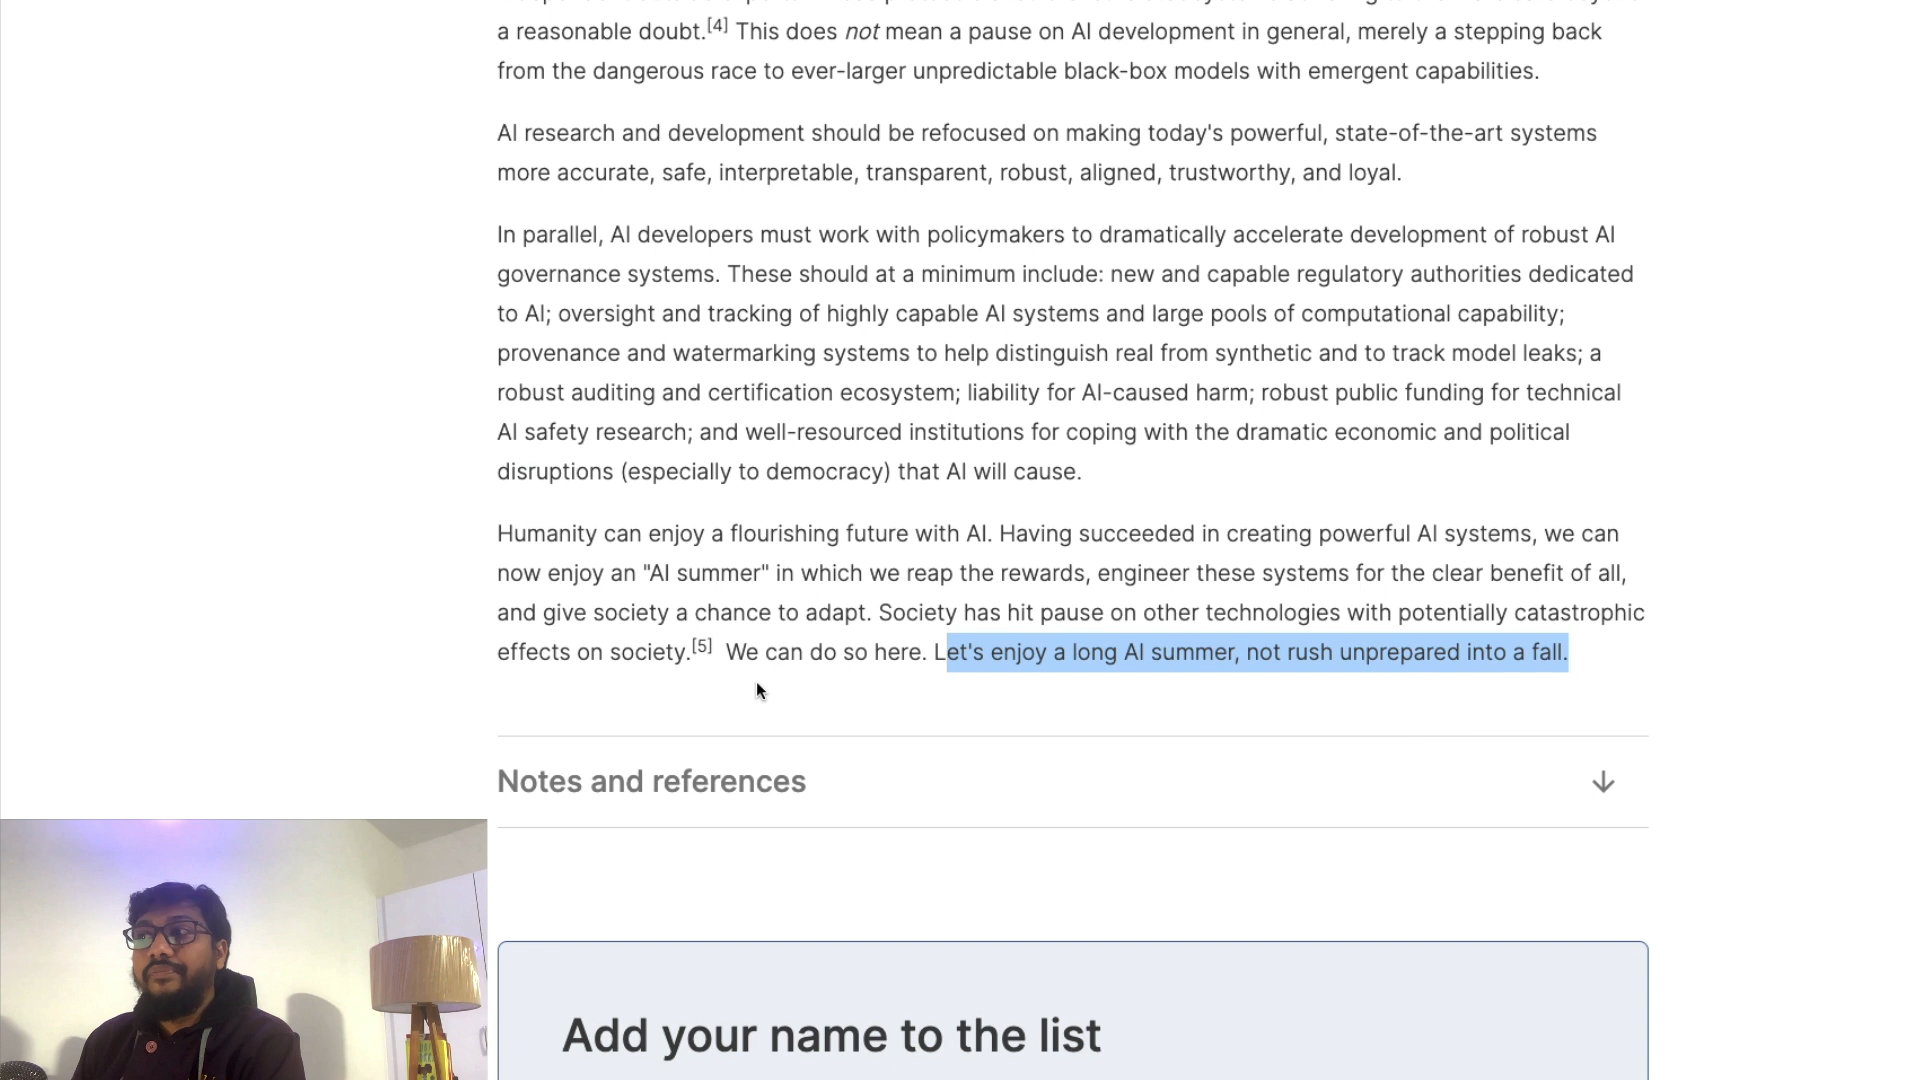 a reasonable doubt.[4] This does not mean a pause on AI development in general, merely a stepping back
from the dangerous race to ever-larger unpredictable black-box models with emergent capabilities.
AI research and development should be refocused on making today's powerful, state-of-the-art systems
more accurate, safe, interpretable, transparent, robust, aligned, trustworthy, and loyal.
In parallel, AI developers must work with policymakers to dramatically accelerate development of robust AI
governance systems. These should at a minimum include: new and capable regulatory authorities dedicated
to AI; oversight and tracking of highly capable AI systems and large pools of computational capability;
provenance and watermarking systems to help distinguish real from synthetic and to track model leaks; a
robust auditing and certification ecosystem; liability for AI-caused harm; robust public funding for technical
AI safety research; and well-resourced institutions for coping with the dramatic economic and political
disruptions (especially to democracy) that AI will cause.
Humanity can enjoy a flourishing future with AI. Having succeeded in creating powerful AI systems, we can
now enjoy an "AI summer" in which we reap the rewards, engineer these systems for the clear benefit of all,
and give society a chance to adapt. Society has hit pause on other technologies with potentially catastrophic
effects on society.[5] We can do so here. Let's enjoy a long AI summer, not rush unprepared into a fall.
Notes and references
Add your name to the list